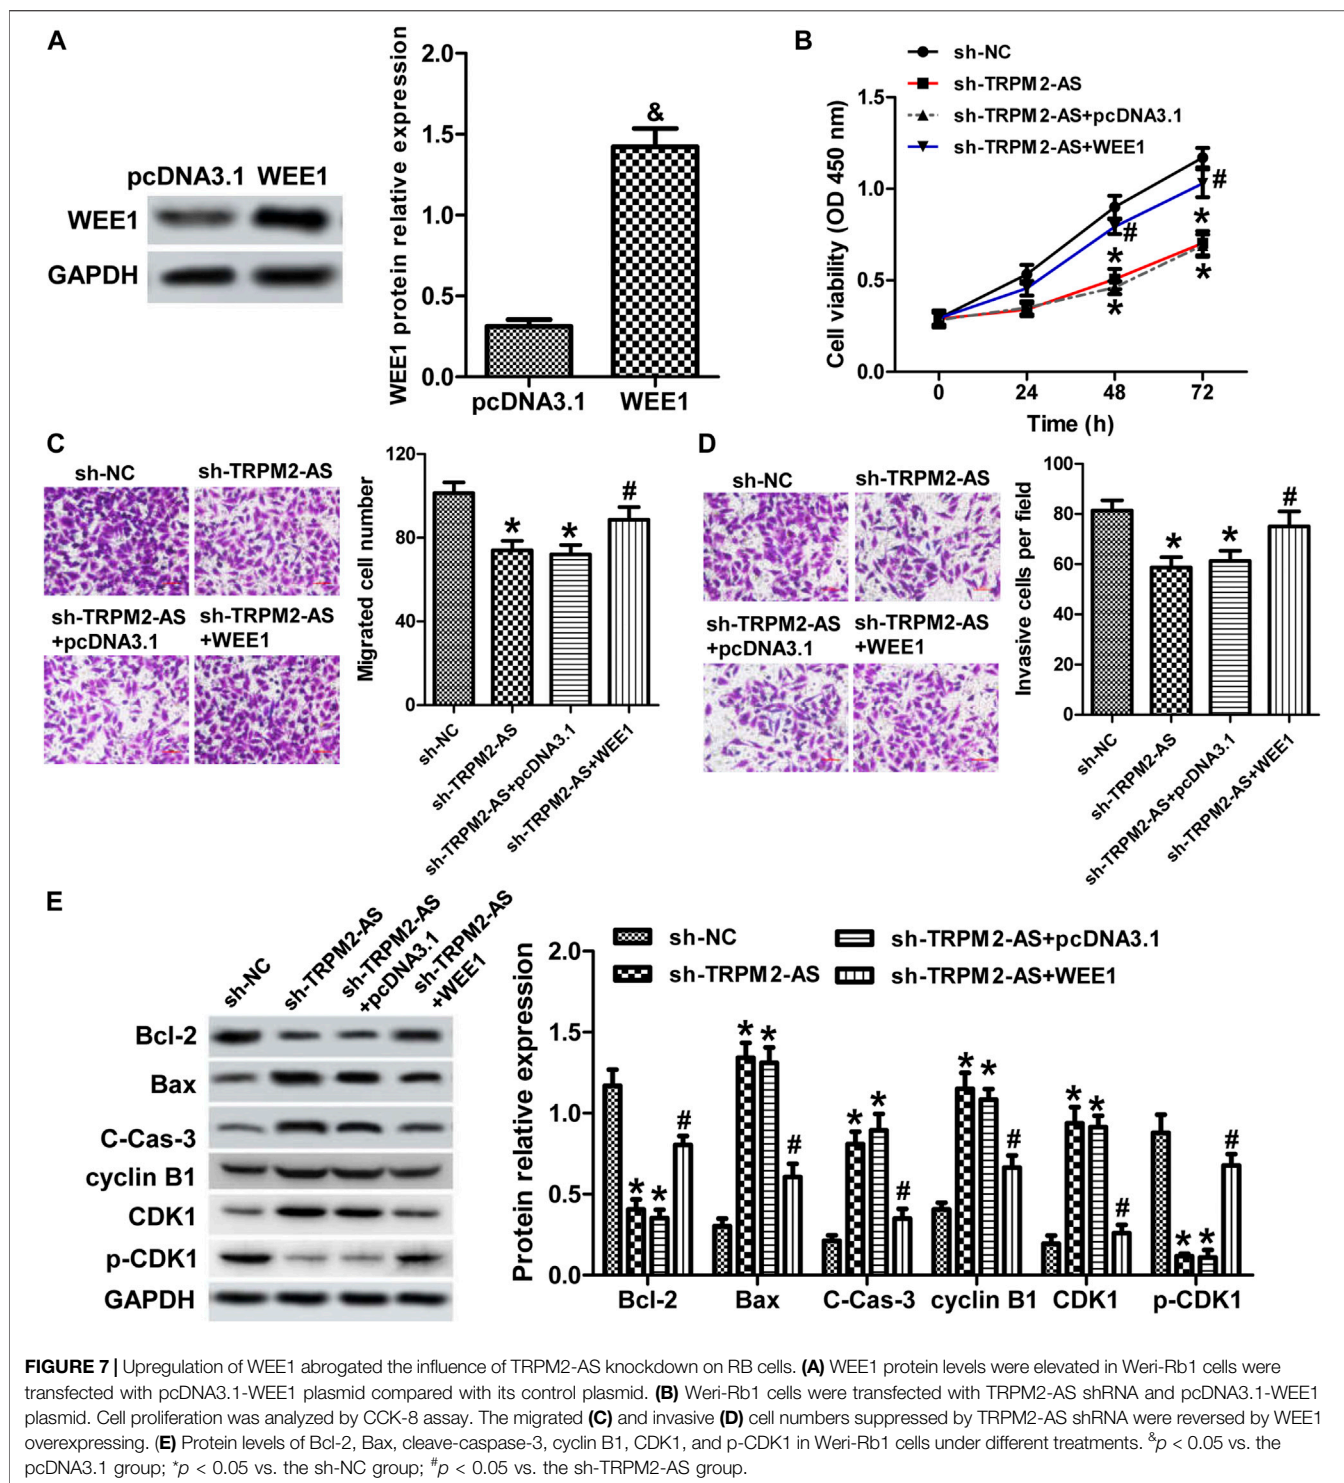 A
pcDNA3.1 WEE1
WEE1
GAPDH
WEE1 protein relative expression
2.0
1.5
1.0
0.5
0.0
&
pcDNA3.1
WEE1
B
sh-NC
sh-TRPM2-AS
sh-TRPM2-AS+pcDNA3.1
sh-TRPM2-AS+WEE1
Cell viability (OD 450 nm)
1.5
1.0
0.5
0.0
#
#
*
*
*
*
0 24 48 72
Time (h)
C
sh-NC
sh-TRPM2-AS
sh-TRPM2-AS
+pcDNA3.1
sh-TRPM2-AS
+WEE1
Migrated cell number
120
80
40
0
* * #
sh-NC
sh-TRPM2-AS
sh-TRPM2-AS+pcDNA3.1
sh-TRPM2-AS+WEE1
D
sh-NC
sh-TRPM2-AS
sh-TRPM2-AS
+pcDNA3.1
sh-TRPM2-AS
+WEE1
Invasive cells per field
100
80
60
40
20
0
* * #
sh-NC
sh-TRPM2-AS
sh-TRPM2-AS+pcDNA3.1
sh-TRPM2-AS+WEE1
E
sh-NC
sh-TRPM2-AS
sh-TRPM2-AS
+pcDNA3.1
sh-TRPM2-AS
+WEE1
Bcl-2
Bax
C-Cas-3
cyclin B1
CDK1
p-CDK1
GAPDH
sh-NC
sh-TRPM2-AS
sh-TRPM2-AS+pcDNA3.1
sh-TRPM2-AS+WEE1
Protein relative expression
2.0
1.5
1.0
0.5
0.0
* * # * * # * * # * * # * * # * * #
Bcl-2 Bax C-Cas-3 cyclin B1 CDK1 p-CDK1
FIGURE 7 | Upregulation of WEE1 abrogated the influence of TRPM2-AS knockdown on RB cells. (A) WEE1 protein levels were elevated in Weri-Rb1 cells were
transfected with pcDNA3.1-WEE1 plasmid compared with its control plasmid. (B) Weri-Rb1 cells were transfected with TRPM2-AS shRNA and pcDNA3.1-WEE1
plasmid. Cell proliferation was analyzed by CCK-8 assay. The migrated (C) and invasive (D) cell numbers suppressed by TRPM2-AS shRNA were reversed by WEE1
overexpressing. (E) Protein levels of Bcl-2, Bax, cleave-caspase-3, cyclin B1, CDK1, and p-CDK1 in Weri-Rb1 cells under different treatments. &p < 0.05 vs. the
pcDNA3.1 group; *p < 0.05 vs. the sh-NC group; #p < 0.05 vs. the sh-TRPM2-AS group.